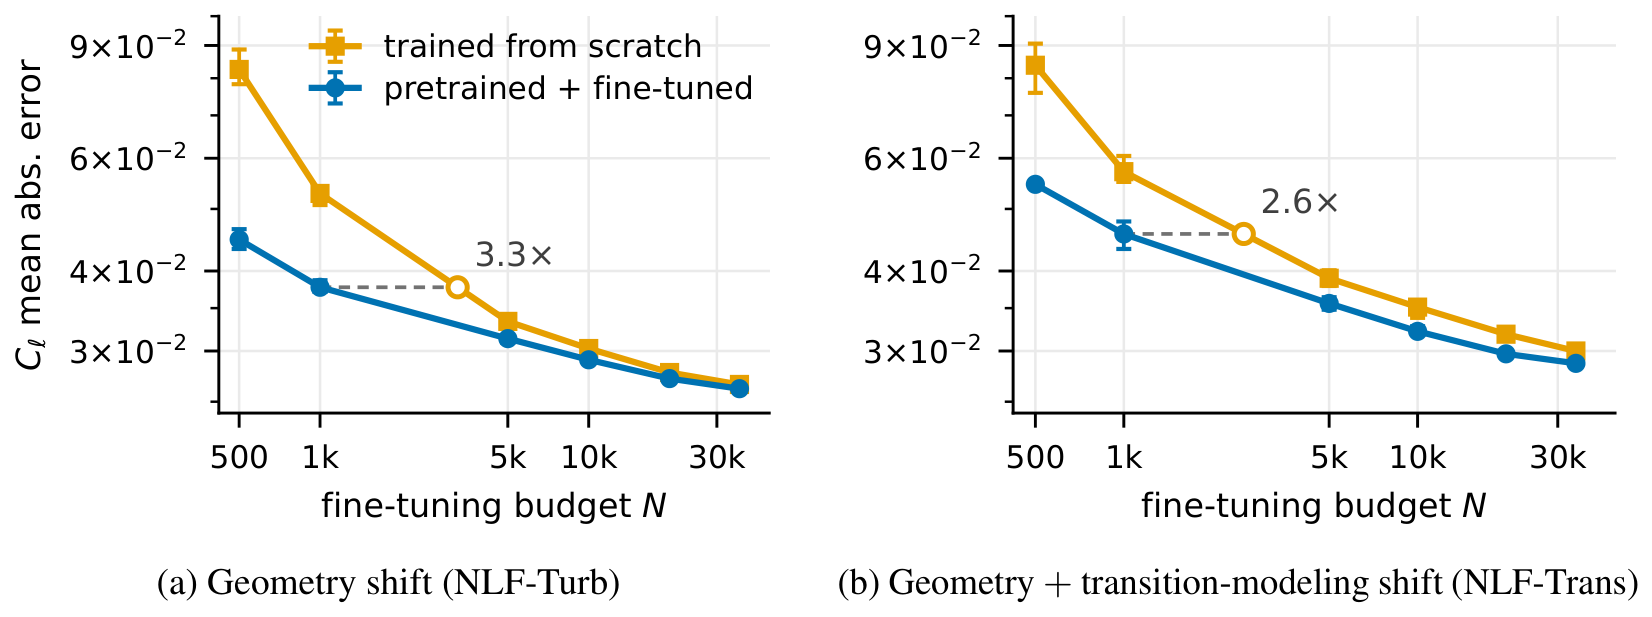 9×10⁻²
6×10⁻²
4×10⁻²
3×10⁻²
C_ℓ mean abs. error
trained from scratch
pretrained + fine-tuned
3.3×
500 1k 5k 10k 30k
fine-tuning budget N
(a) Geometry shift (NLF-Turb)
9×10⁻²
6×10⁻²
4×10⁻²
3×10⁻²
2.6×
500 1k 5k 10k 30k
fine-tuning budget N
(b) Geometry + transition-modeling shift (NLF-Trans)